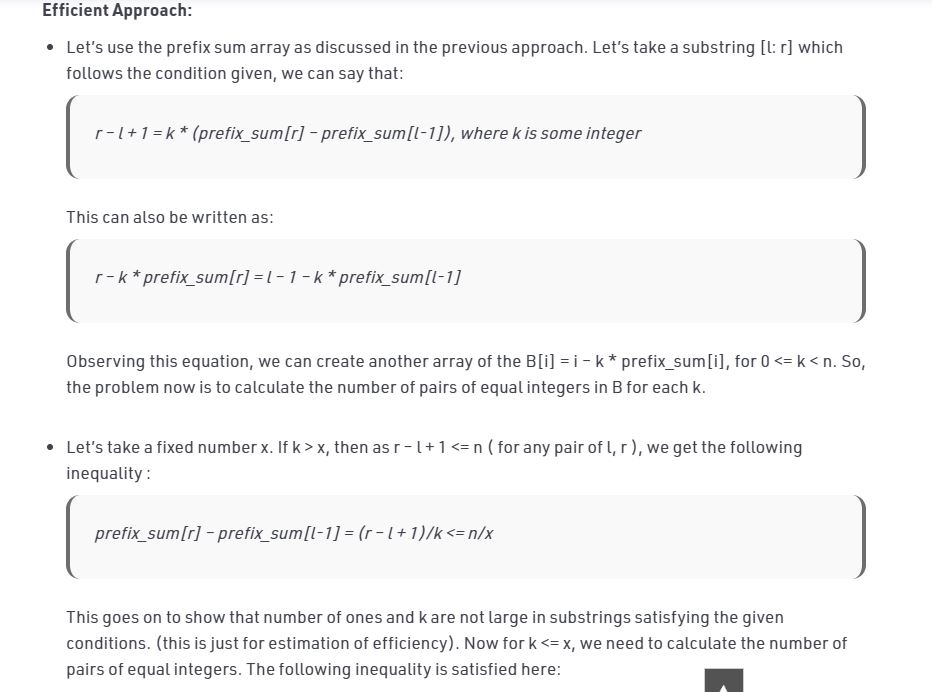 Efficient Approach:
• Let's use the prefix sum array as discussed in the previous approach. Let's take a substring [l: r] which
follows the condition given, we can say that:
r – l + 1 = k * (prefix_sum[r] – prefix_sum[l-1]), where k is some integer
This can also be written as:
r – k * prefix_sum[r] = l – 1 – k * prefix_sum[l-1]
Observing this equation, we can create another array of the B[i] = i – k * prefix_sum[i], for 0 <= k < n. So,
the problem now is to calculate the number of pairs of equal integers in B for each k.
• Let's take a fixed number x. If k > x, then as r – l + 1 <= n ( for any pair of l, r ), we get the following
inequality :
prefix_sum[r] – prefix_sum[l-1] = (r – l + 1)/k <= n/x
This goes on to show that number of ones and k are not large in substrings satisfying the given
conditions. (this is just for estimation of efficiency). Now for k <= x, we need to calculate the number of
pairs of equal integers. The following inequality is satisfied here: